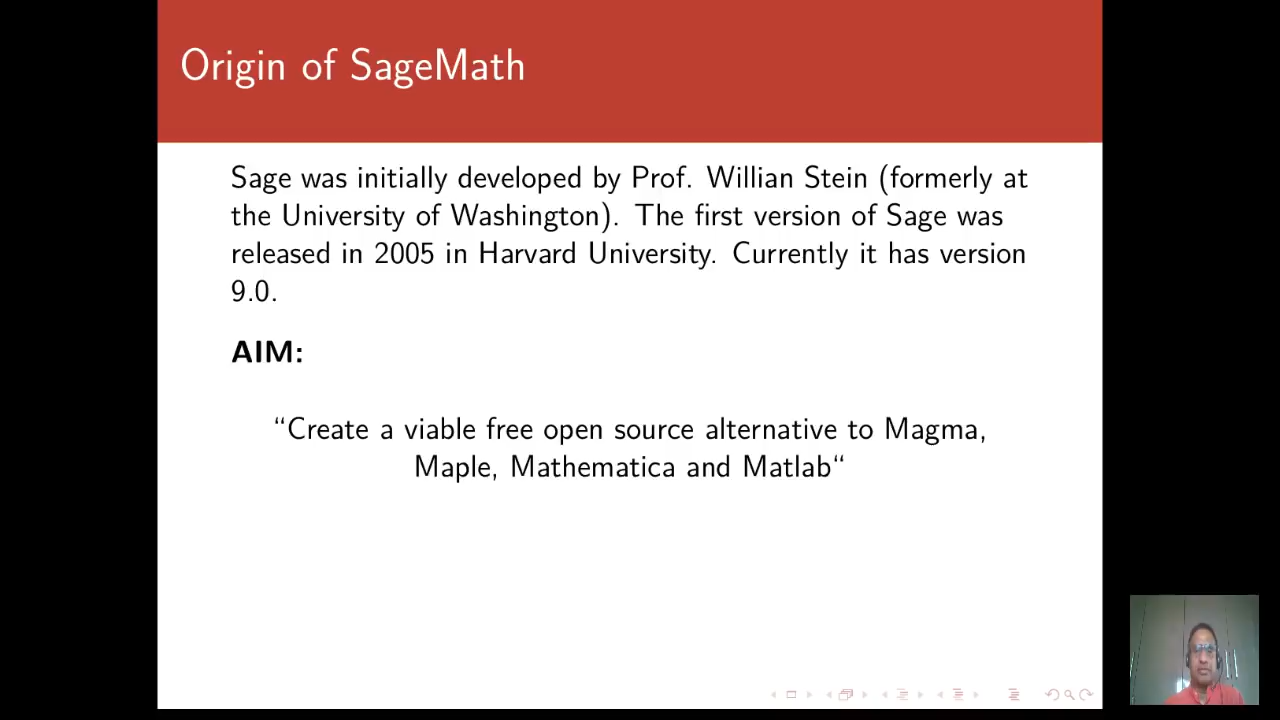 Origin of SageMath
Sage was initially developed by Prof. Willian Stein (formerly at
the University of Washington). The first version of Sage was
released in 2005 in Harvard University. Currently it has version
9.0.
AIM:
“Create a viable free open source alternative to Magma,
Maple, Mathematica and Matlab“